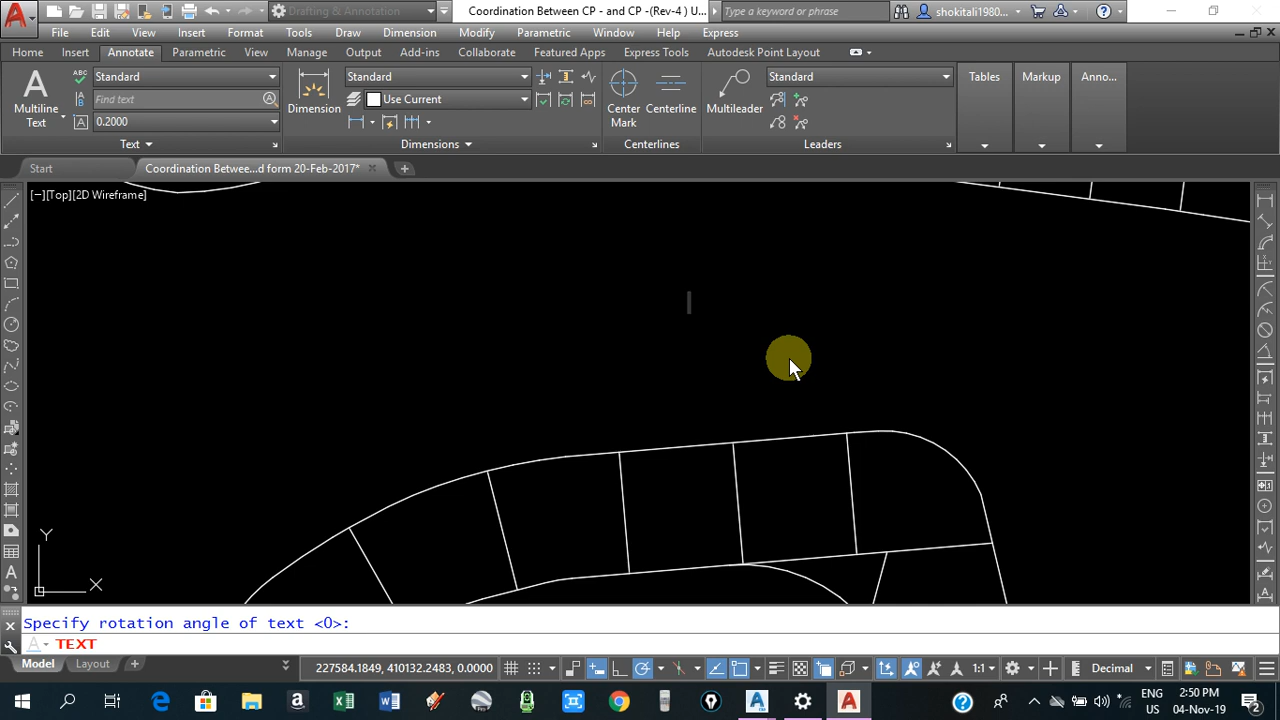 Drafting & Annotation
Coordination Between CP - and CP -(Rev-4 ) U...
Type a keyword or phrase
shokitali1980...
File Edit View Insert Format Tools Draw Dimension Modify Parametric Window Help Express
Home Insert Annotate Parametric View Manage Output Add-ins Collaborate Featured Apps Express Tools Autodesk Point Layout
A
ABC
Standard
Find text
0.2000
Multiline
Text
Text
Dimension
Standard
Use Current
Dimensions
Center
Mark
Centerline
Centerlines
Multileader
Standard
Leaders
Tables
Markup
Anno...
Start
Coordination Betwee...d form 20-Feb-2017*
[−][Top][2D Wireframe]
Y
X
Specify rotation angle of text <0>:
TEXT
Model Layout
227584.1849, 410132.2483, 0.0000
1:1
Decimal
ENG
US
2:50 PM
04-Nov-19